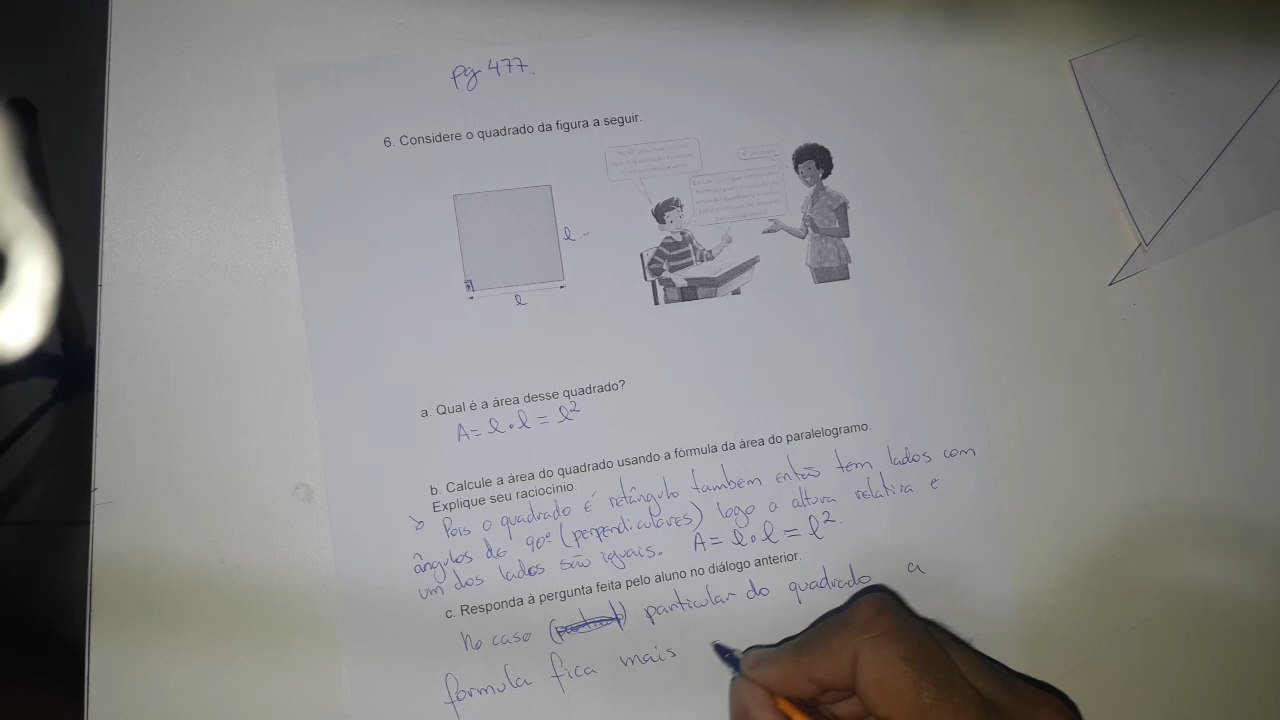 pg 477.
6. Considere o quadrado da figura a seguir.
É verdade!
l
l
a. Qual é a área desse quadrado?
A = l . l = l²
b. Calcule a área do quadrado usando a fórmula da área do paralelogramo.
Explique seu raciocínio.
Pois o quadrado é retângulo também então tem lados com
ângulos de 90º (perpendiculares) logo a altura relativa e
um dos lados são iguais. A = l . l = l².
c. Responda à pergunta feita pelo aluno no diálogo anterior.
No caso particular do quadrado a
formula fica mais